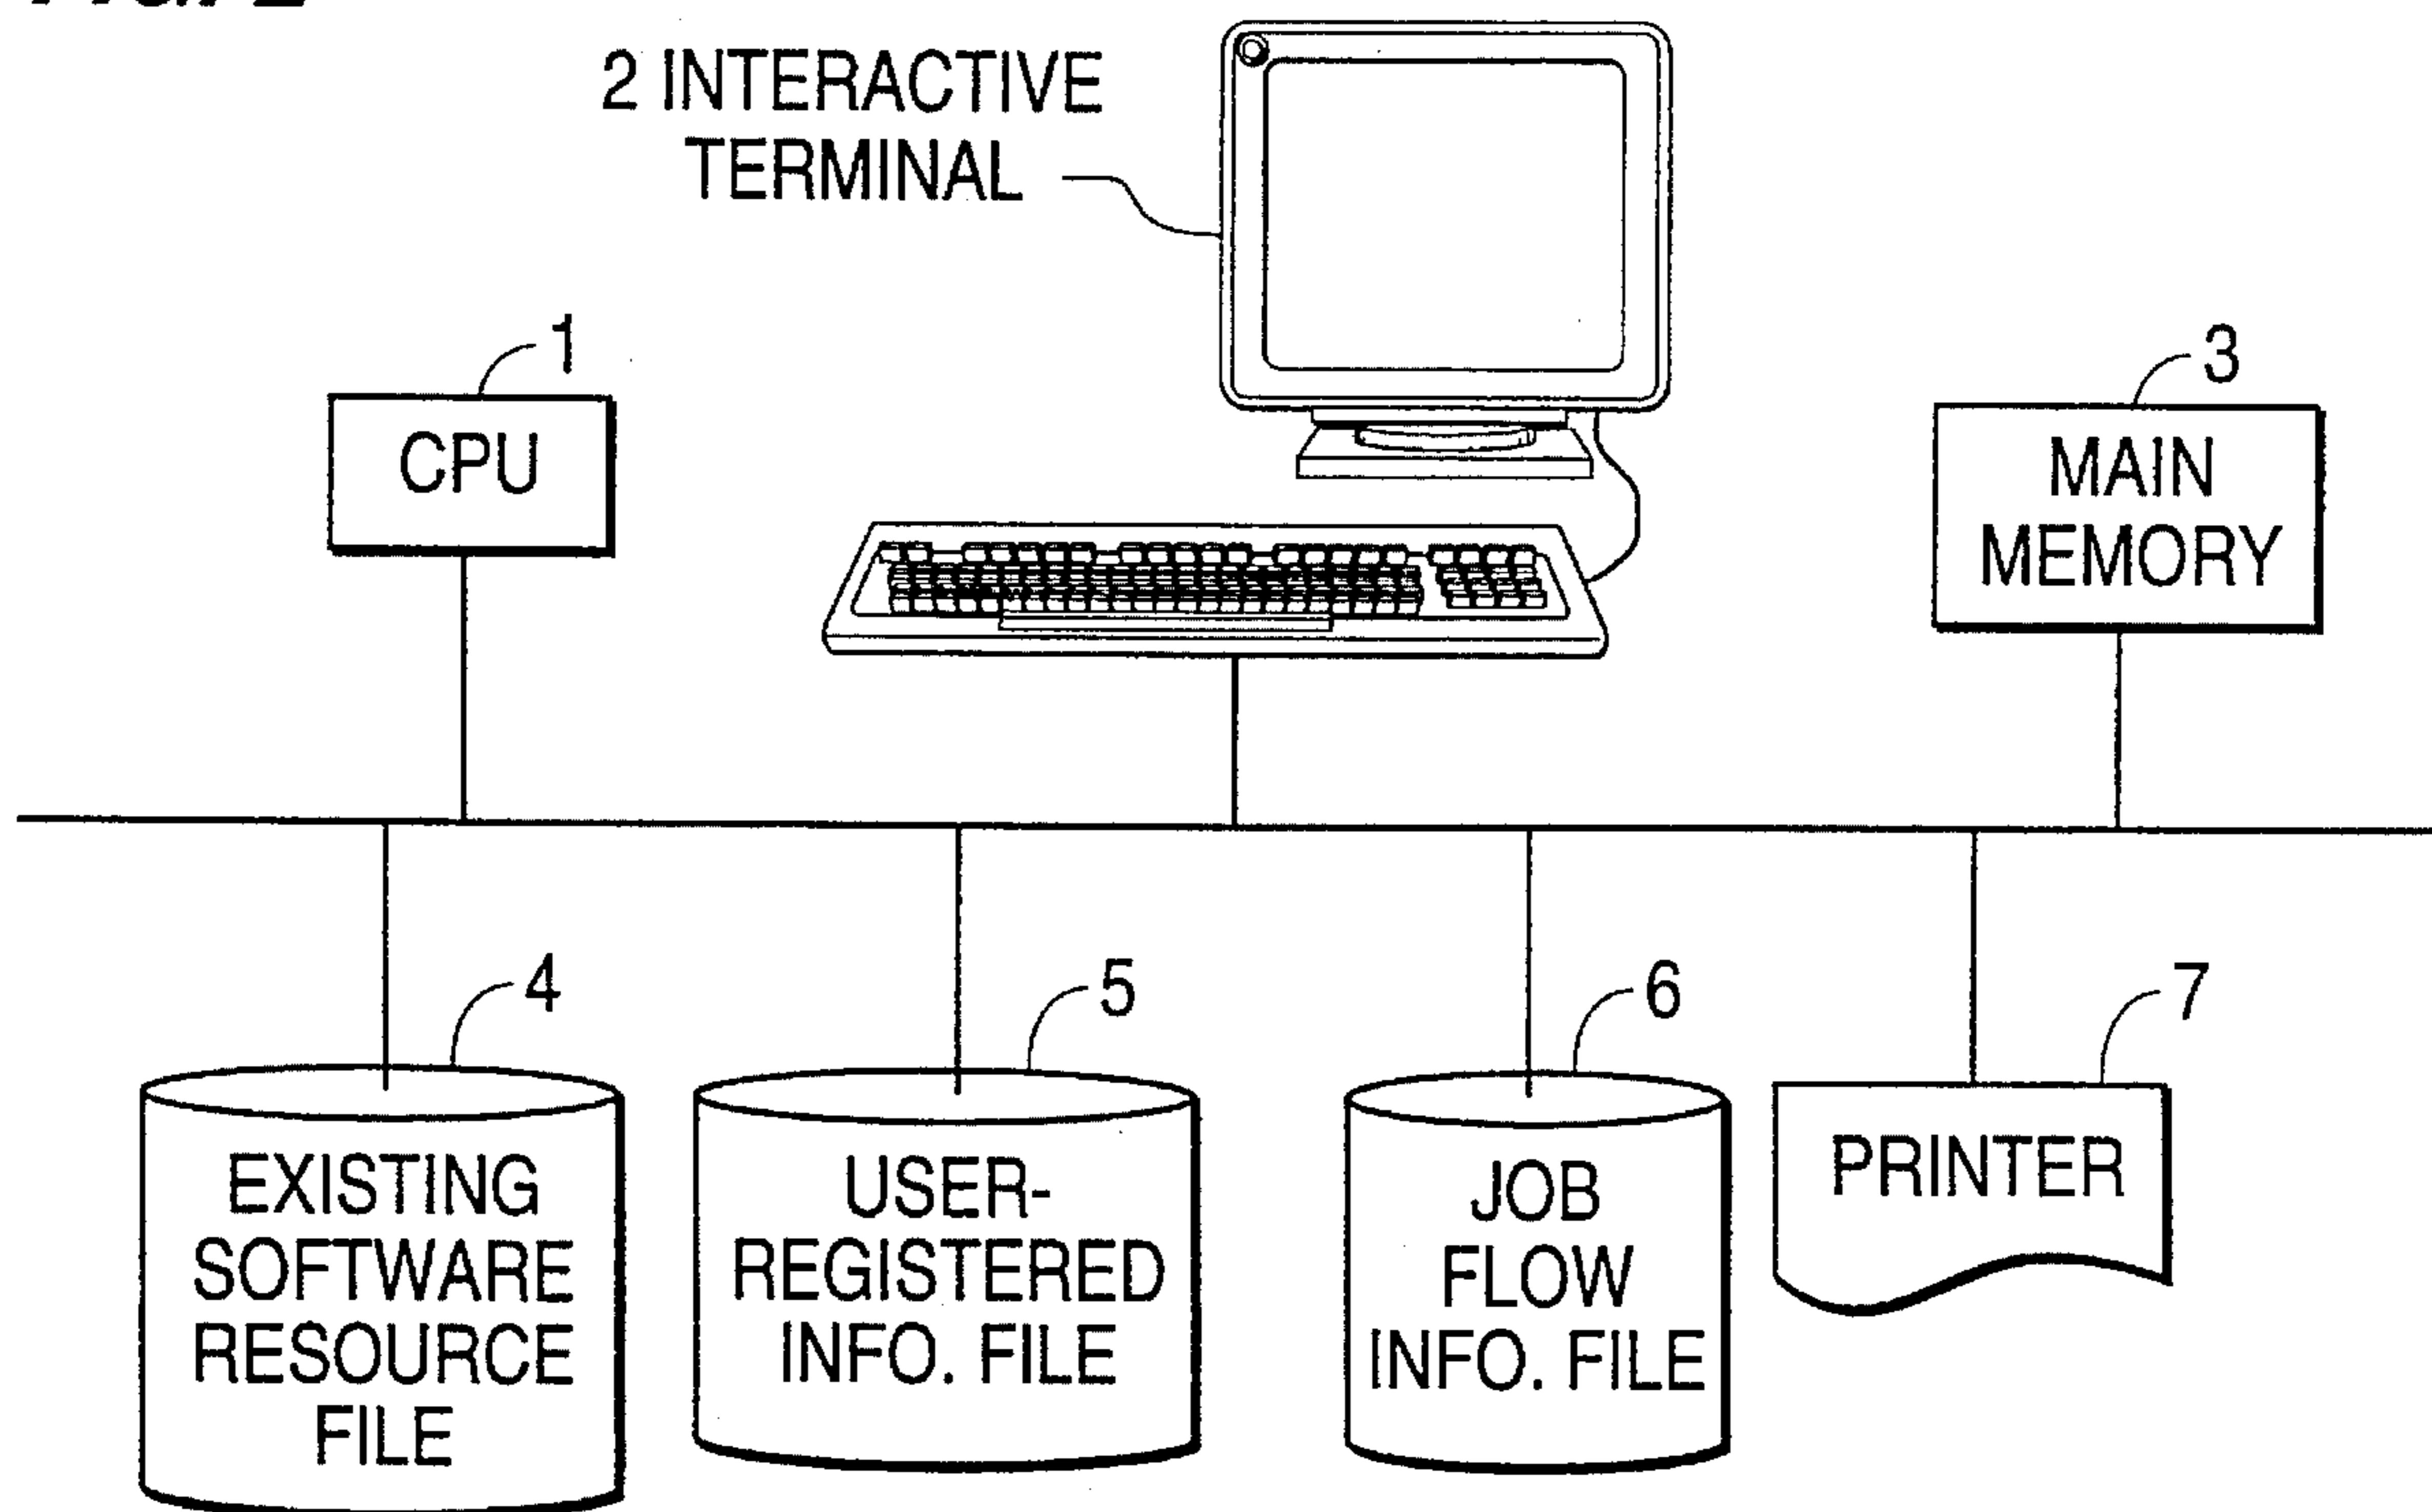 2 INTERACTIVE
TERMINAL
1
CPU
3
MAIN
MEMORY
4
EXISTING
SOFTWARE
RESOURCE
FILE
5
USER-
REGISTERED
INFO. FILE
6
JOB
FLOW
INFO. FILE
7
PRINTER